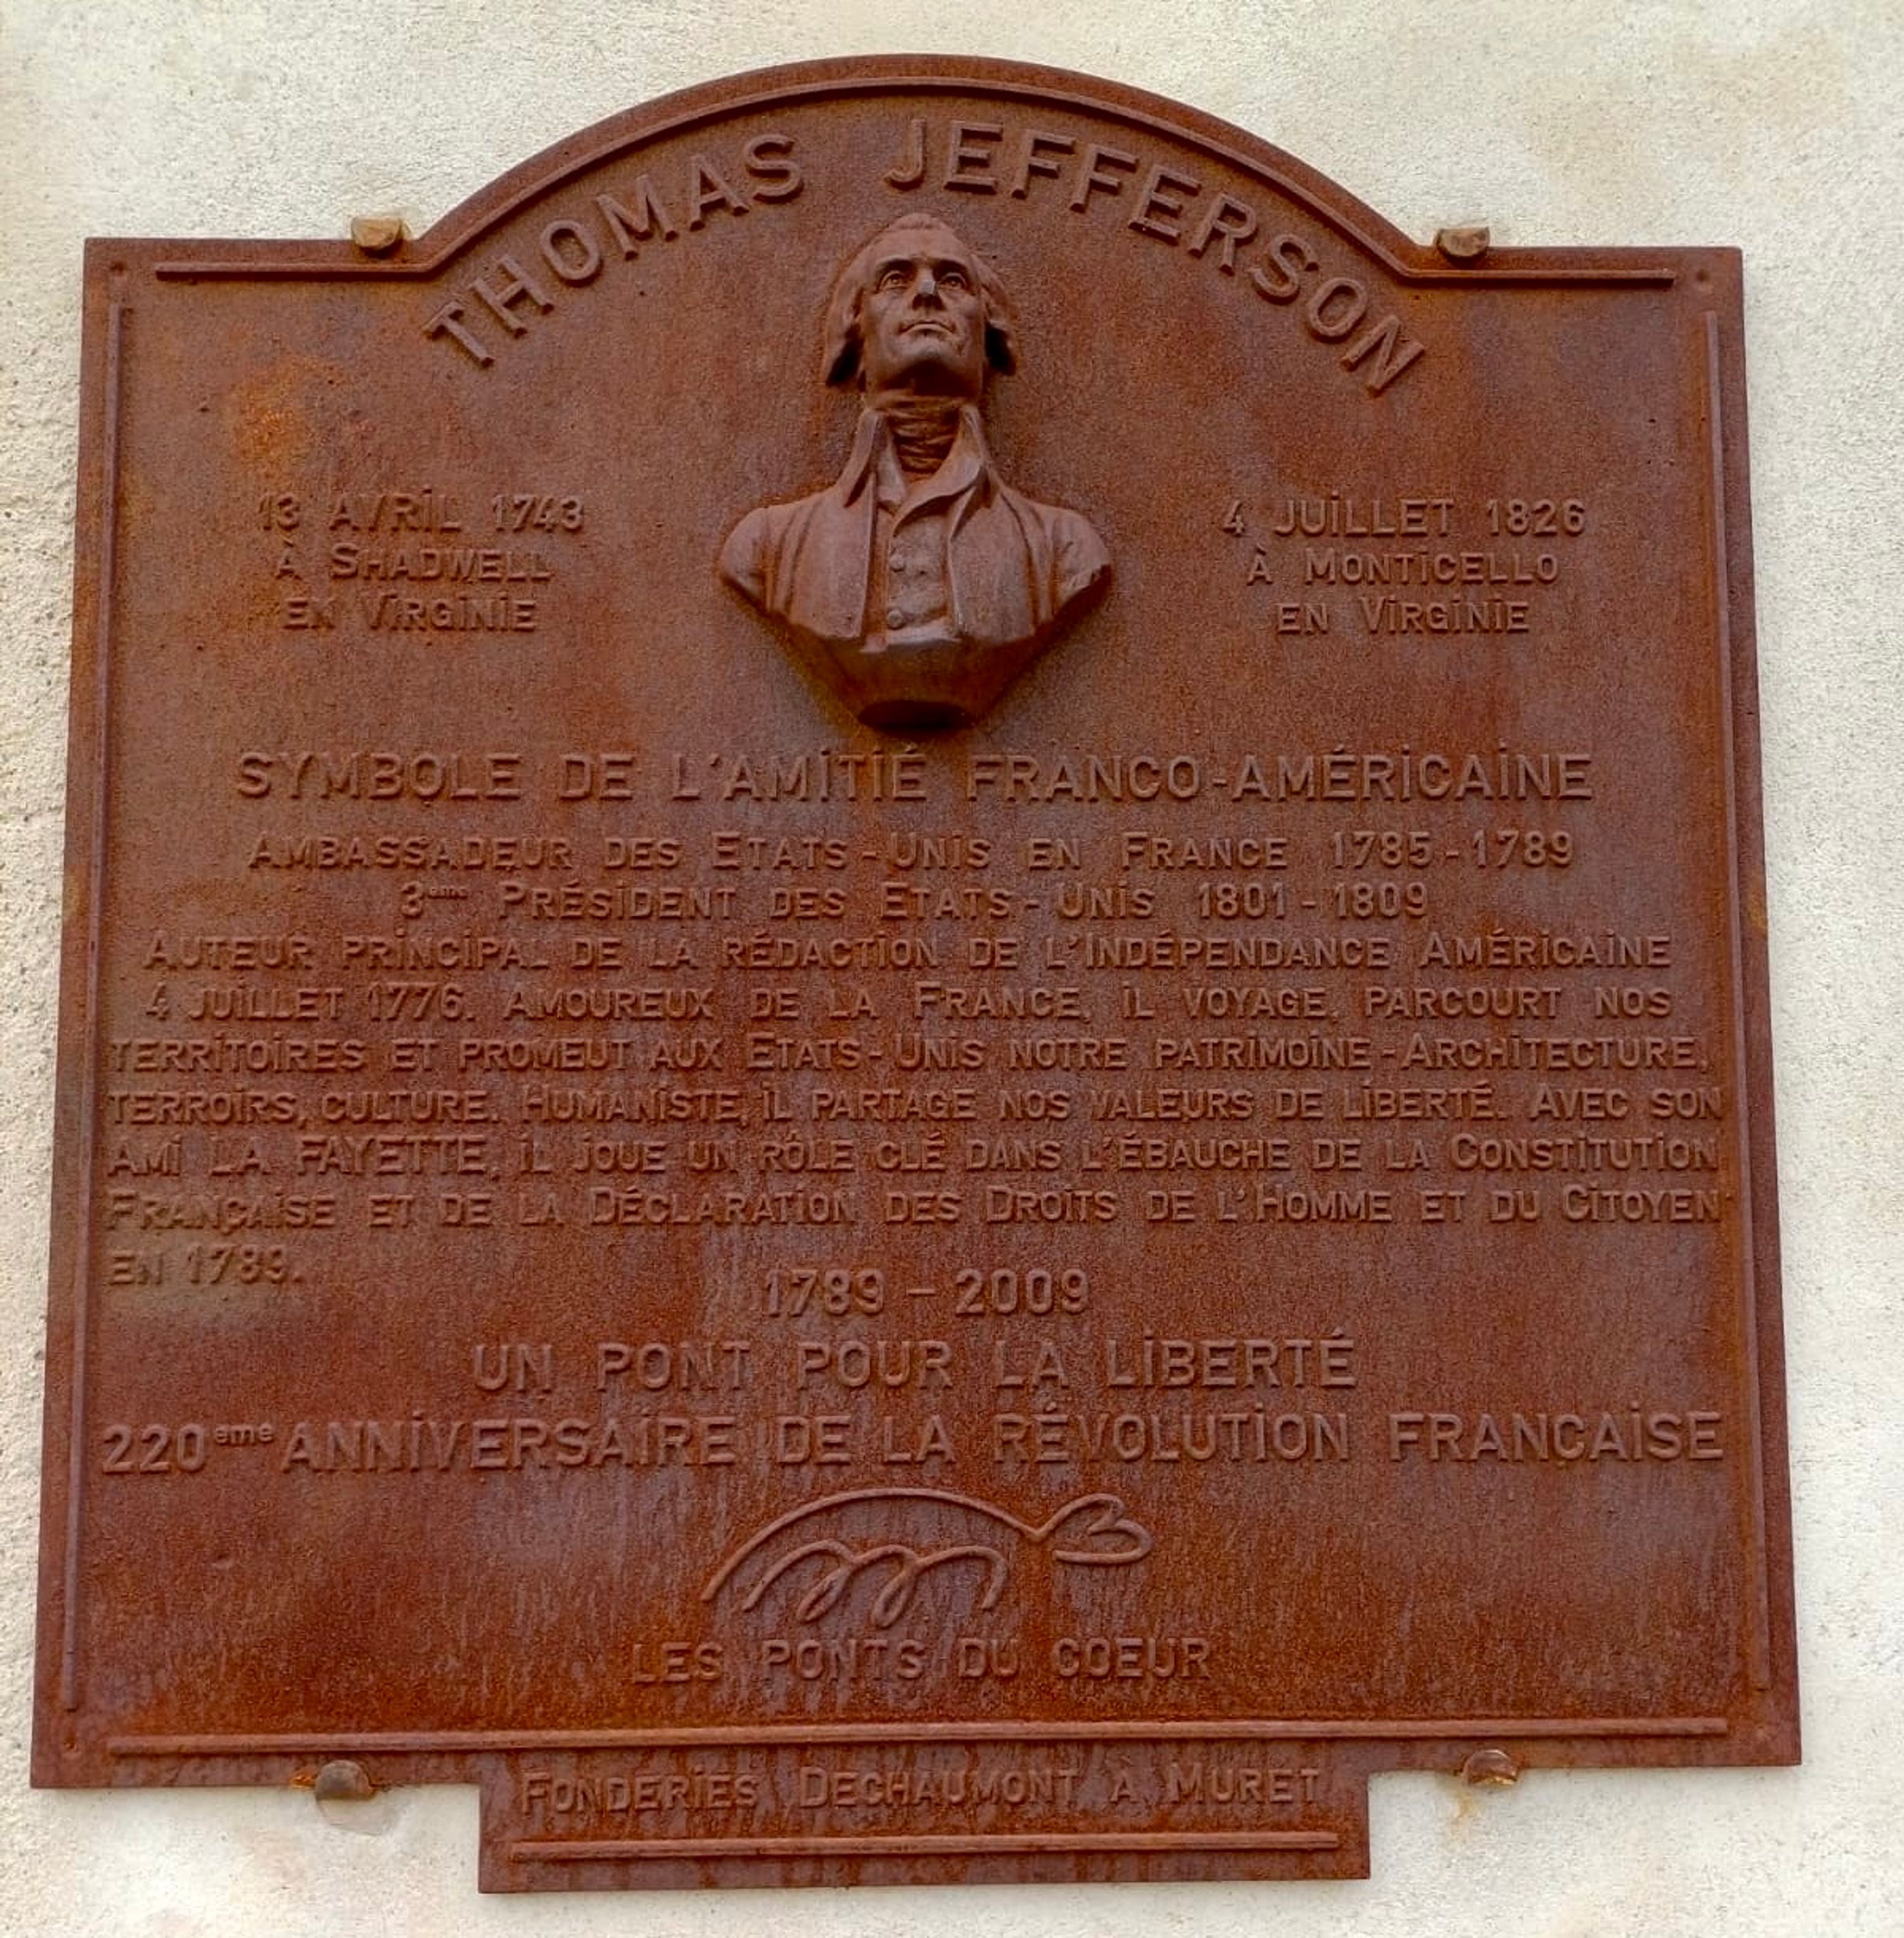 THOMAS JEFFERSON
13 AVRiL 1743
À SHADWELL
EN ViRGiNiE
4 JUiLLET 1826
À MONTiCELLO
EN ViRGiNiE
SYMBOLE DE L'AMiTiÉ FRANCO-AMÉRiCAiNE
AMBASSADEUR DES ETATS-UNiS EN FRANCE 1785-1789
3eme PRÉSiDENT DES ETATS-UNiS 1801-1809
AUTEUR PRiNCiPAL DE LA RÉDACTiON DE L'INDÉPENDANCE AMÉRiCAiNE
4 JUiLLET 1776. AMOUREUX DE LA FRANCE, iL VOYAGE, PARCOURT NOS
TERRiTOiRES ET PROMEUT AUX ETATS-UNiS NOTRE PATRiMOiNE-ARCHiTECTURE,
TERROiRS, CULTURE. HUMANiSTE, iL PARTAGE NOS VALEURS DE LiBERTÉ. AVEC SON
AMi LA FAYETTE, iL JOUE UN RÔLE CLÉ DANS L'ÉBAUCHE DE LA CONSTiTUTiON
FRANÇAiSE ET DE LA DÉCLARATiON DES DROiTS DE L'HOMME ET DU CiTOYEN
EN 1789.
1789 - 2009
UN PONT POUR LA LiBERTÉ
220eme ANNiVERSAiRE DE LA RÉVOLUTiON FRANÇAiSE
LES PONTS DU COEUR
FONDERiES DECHAUMONT A MURET